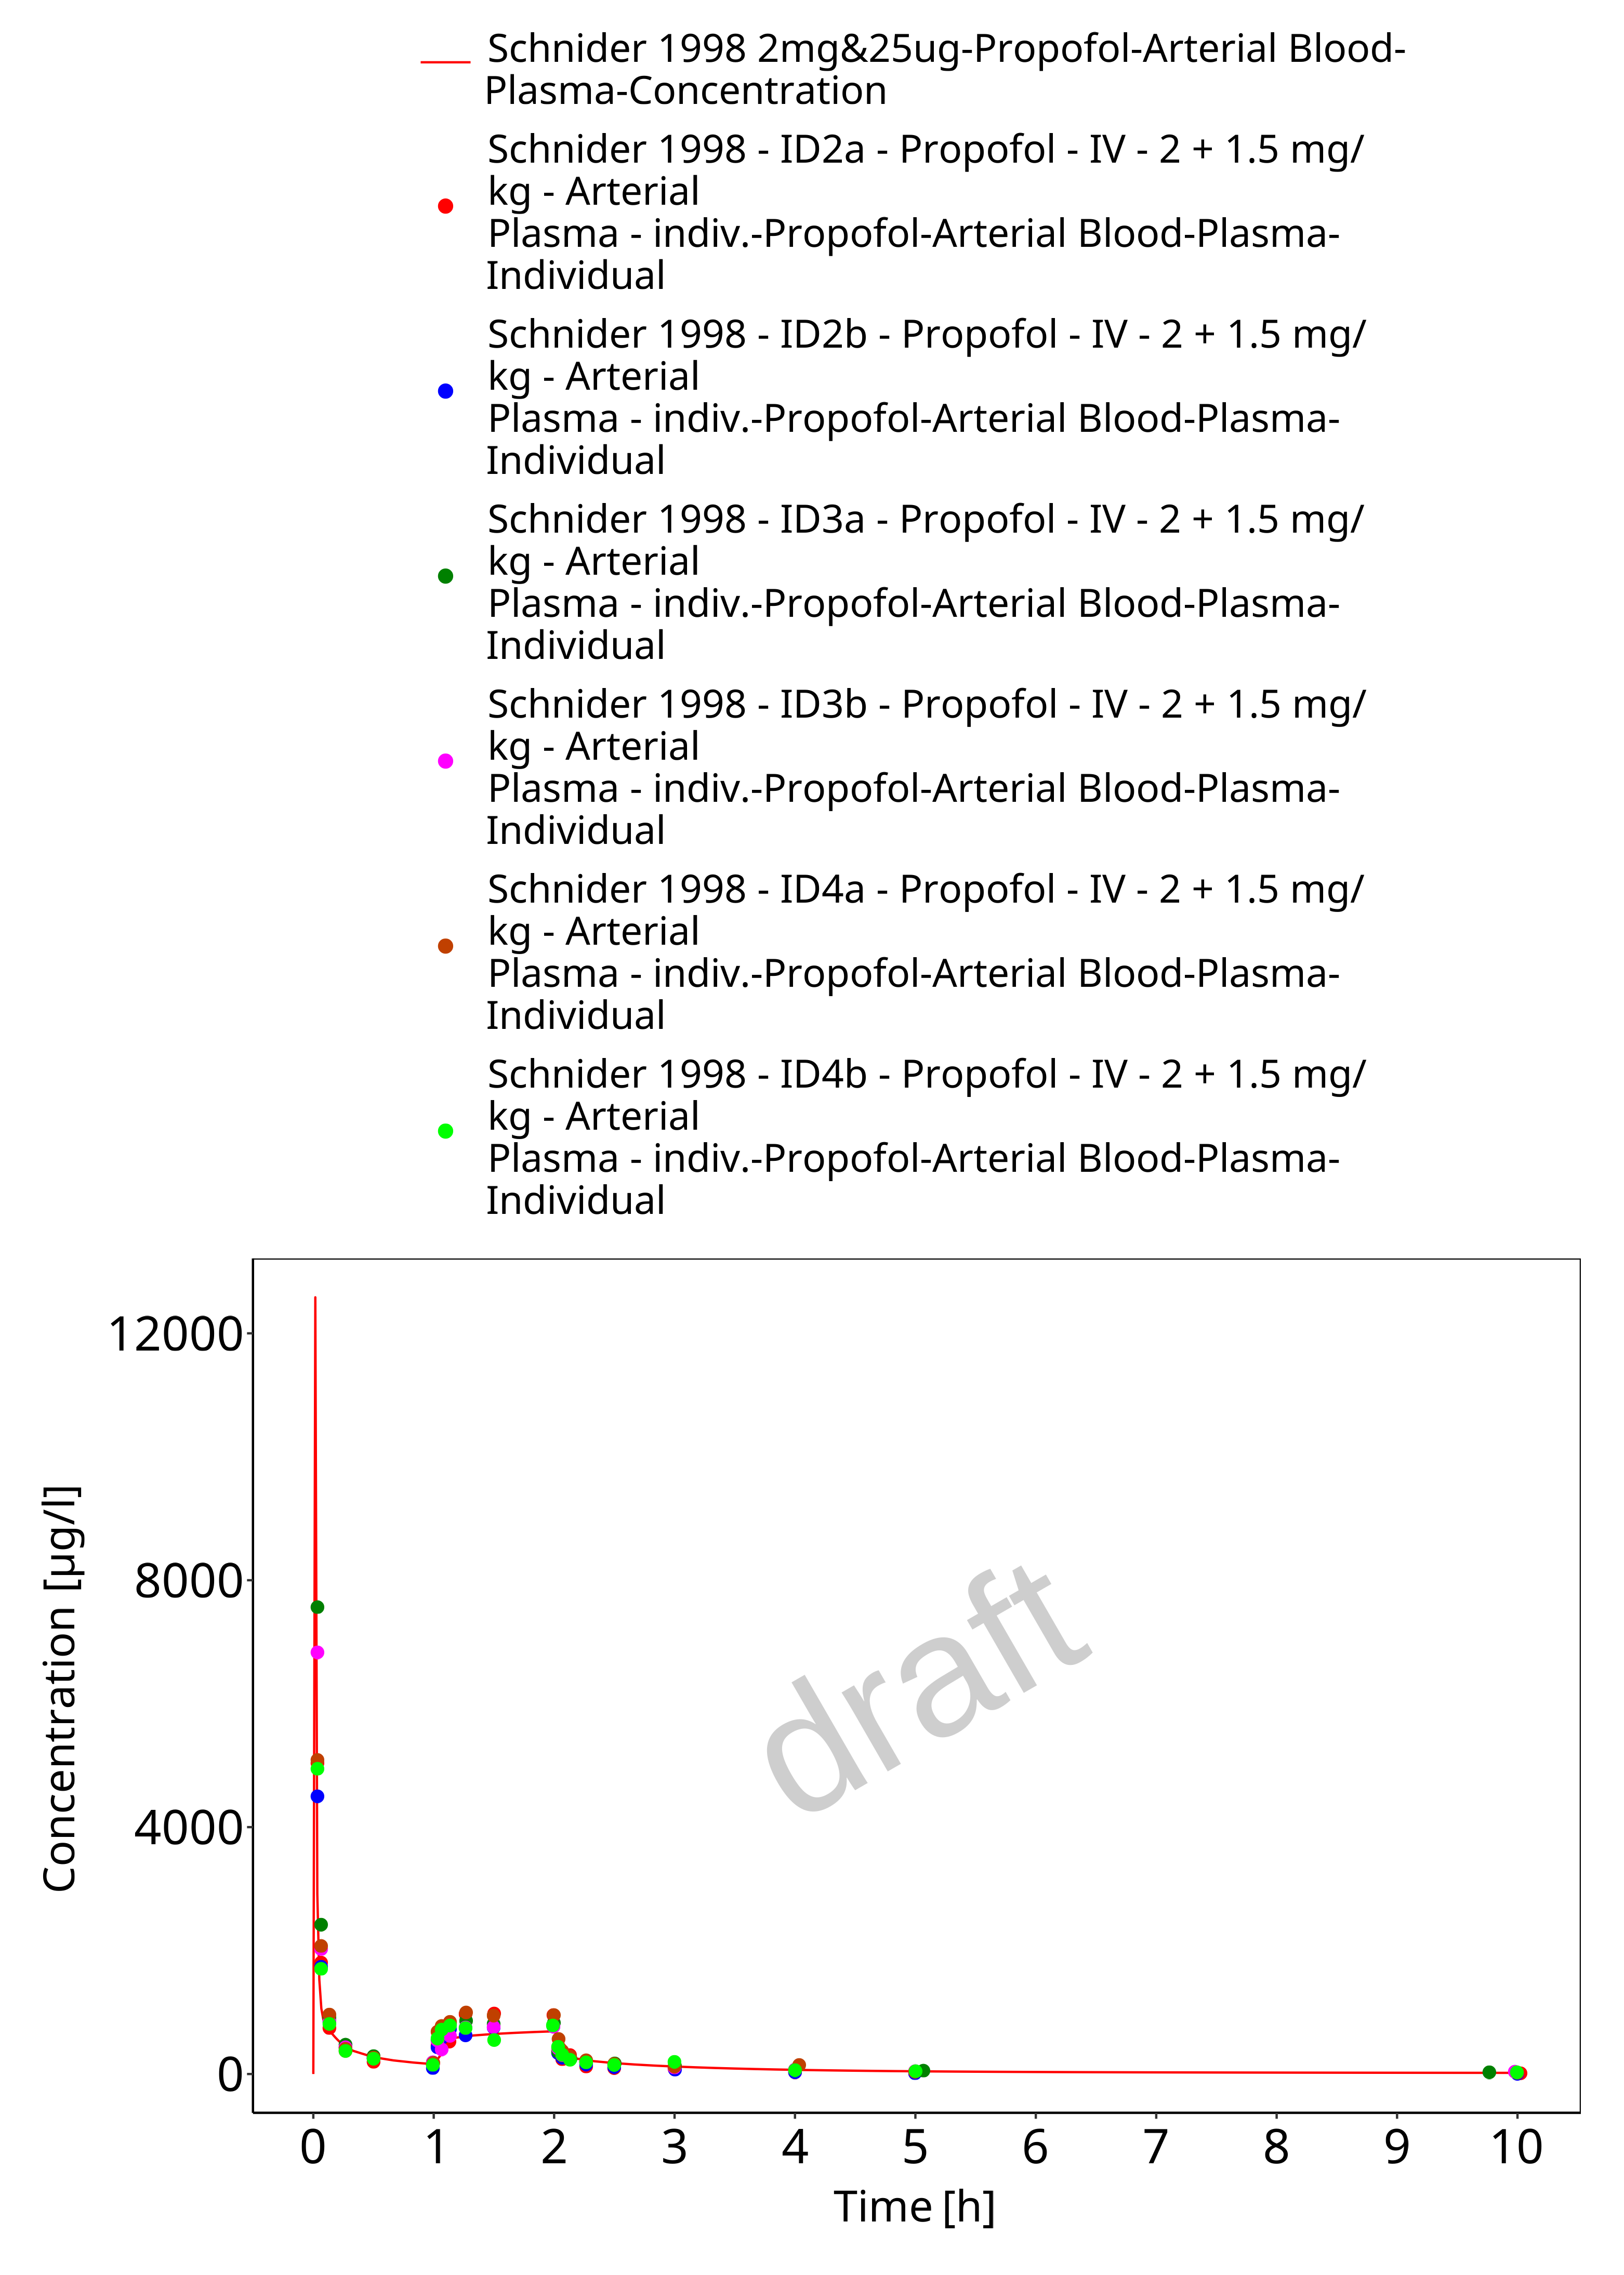 Schnider 1998 2mg&25ug-Propofol-Arterial Blood-
Plasma-Concentration
Schnider 1998 - ID2a - Propofol - IV - 2 + 1.5 mg/
kg - Arterial
Plasma - indiv.-Propofol-Arterial Blood-Plasma-
Individual
Schnider 1998 - ID2b - Propofol - IV - 2 + 1.5 mg/
kg - Arterial
Plasma - indiv.-Propofol-Arterial Blood-Plasma-
Individual
Schnider 1998 - ID3a - Propofol - IV - 2 + 1.5 mg/
kg - Arterial
Plasma - indiv.-Propofol-Arterial Blood-Plasma-
Individual
Schnider 1998 - ID3b - Propofol - IV - 2 + 1.5 mg/
kg - Arterial
Plasma - indiv.-Propofol-Arterial Blood-Plasma-
Individual
Schnider 1998 - ID4a - Propofol - IV - 2 + 1.5 mg/
kg - Arterial
Plasma - indiv.-Propofol-Arterial Blood-Plasma-
Individual
Schnider 1998 - ID4b - Propofol - IV - 2 + 1.5 mg/
kg - Arterial
Plasma - indiv.-Propofol-Arterial Blood-Plasma-
Individual
12000
8000
4000
0
Concentration [µg/l]
draft
0 1 2 3 4 5 6 7 8 9 10
Time [h]